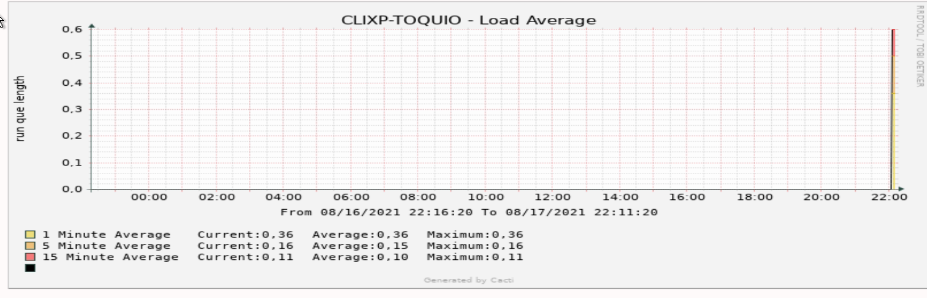 CLIXP-TOQUIO - Load Average
RRDTOOL / TOBI OETIKER
run que length
0,6
0,5
0,4
0,3
0,2
0,1
0,0
00:00 02:00 04:00 06:00 08:00 10:00 12:00 14:00 16:00 18:00 20:00 22:00
From 08/16/2021 22:16:20 To 08/17/2021 22:11:20
1 Minute Average Current:0,36 Average:0,36 Maximum:0,36
5 Minute Average Current:0,16 Average:0,15 Maximum:0,16
15 Minute Average Current:0,11 Average:0,10 Maximum:0,11
Generated by Cacti